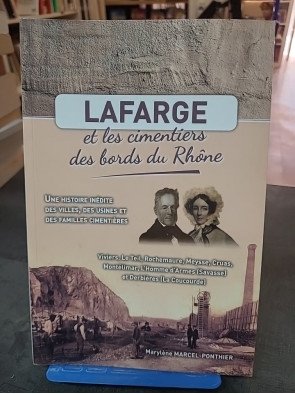 LAFARGE
et les cimentiers
des bords du Rhône
UNE HISTOIRE INÉDITE
DES VILLES, DES USINES ET
DES FAMILLES CIMENTIÈRES
Viviers, Le Teil, Rochemaure, Meysse, Cruas,
Montélimar, L'Homme d'Armes (Savasse)
et Derbières (La Coucourde)
Marylène MARCEL-PONTHIER